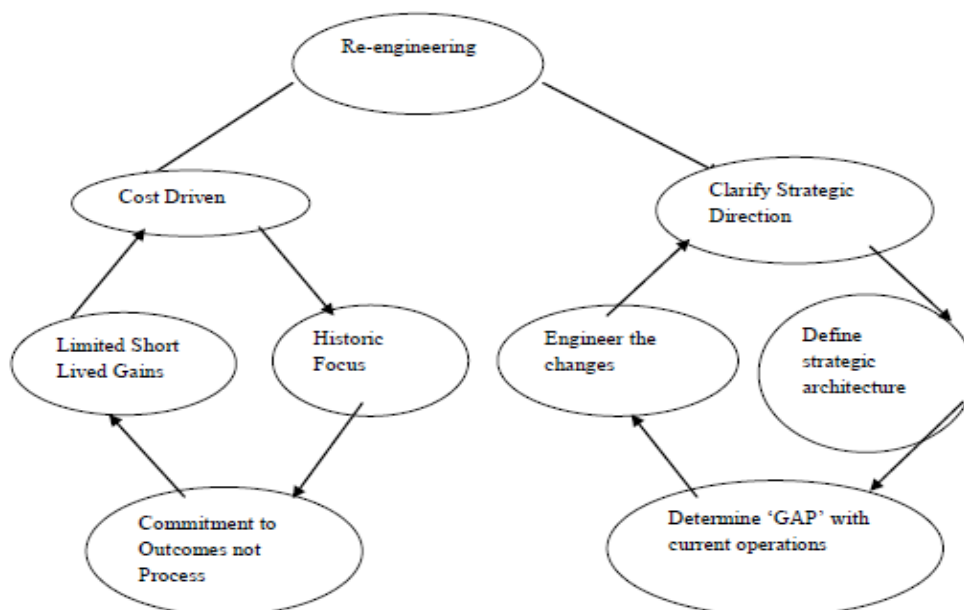 Re-engineering
Cost Driven
Clarify Strategic
Direction
Limited Short
Lived Gains
Historic
Focus
Engineer the
changes
Define
strategic
architecture
Commitment to
Outcomes not
Process
Determine ‘GAP’ with
current operations